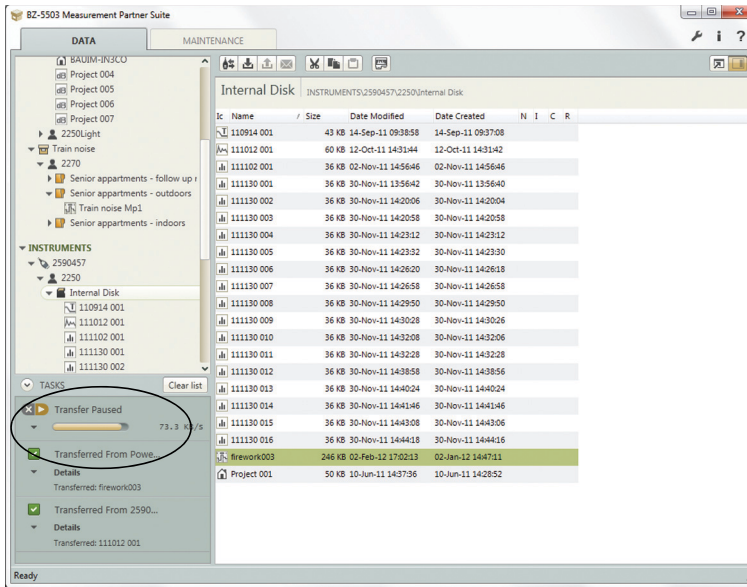 BZ-5503 Measurement Partner Suite
DATA
MAINTENANCE
i ?
BAUIM-IN3CO
Project 004
Project 005
Project 006
Project 007
2250Light
Train noise
2270
Senior appartments - follow up
Senior appartments - outdoors
Train noise Mp1
Senior appartments - indoors
INSTRUMENTS
2590457
2250
Internal Disk
110914 001
111012 001
111102 001
111130 001
111130 002
TASKS Clear list
Transfer Paused
73.3 KB/s
Transferred From Powe...
Details
Transferred: firework003
Transferred From 2590...
Details
Transferred: 111012 001
Internal Disk INSTRUMENTS\2590457\2250\Internal Disk
Ic Name / Size Date Modified Date Created N I C R
110914 001 43 KB 14-Sep-11 09:38:58 14-Sep-11 09:37:08
111012 001 60 KB 12-Oct-11 14:31:44 12-Oct-11 14:31:42
111102 001 36 KB 02-Nov-11 14:56:46 02-Nov-11 14:56:46
111130 001 36 KB 30-Nov-11 13:56:42 30-Nov-11 13:56:40
111130 002 36 KB 30-Nov-11 14:20:06 30-Nov-11 14:20:04
111130 003 36 KB 30-Nov-11 14:20:58 30-Nov-11 14:20:58
111130 004 36 KB 30-Nov-11 14:23:12 30-Nov-11 14:23:12
111130 005 36 KB 30-Nov-11 14:23:32 30-Nov-11 14:23:30
111130 006 36 KB 30-Nov-11 14:26:20 30-Nov-11 14:26:18
111130 007 36 KB 30-Nov-11 14:26:58 30-Nov-11 14:26:58
111130 008 36 KB 30-Nov-11 14:29:50 30-Nov-11 14:29:50
111130 009 36 KB 30-Nov-11 14:30:28 30-Nov-11 14:30:26
111130 010 36 KB 30-Nov-11 14:32:08 30-Nov-11 14:32:06
111130 011 36 KB 30-Nov-11 14:32:28 30-Nov-11 14:32:28
111130 012 36 KB 30-Nov-11 14:38:58 30-Nov-11 14:38:56
111130 013 36 KB 30-Nov-11 14:40:24 30-Nov-11 14:40:24
111130 014 36 KB 30-Nov-11 14:41:46 30-Nov-11 14:41:46
111130 015 36 KB 30-Nov-11 14:43:08 30-Nov-11 14:43:06
111130 016 36 KB 30-Nov-11 14:44:18 30-Nov-11 14:44:16
firework003 246 KB 02-Feb-12 17:02:13 02-Jan-12 14:47:11
Project 001 50 KB 10-Jun-11 14:37:36 10-Jun-11 14:28:52
Ready